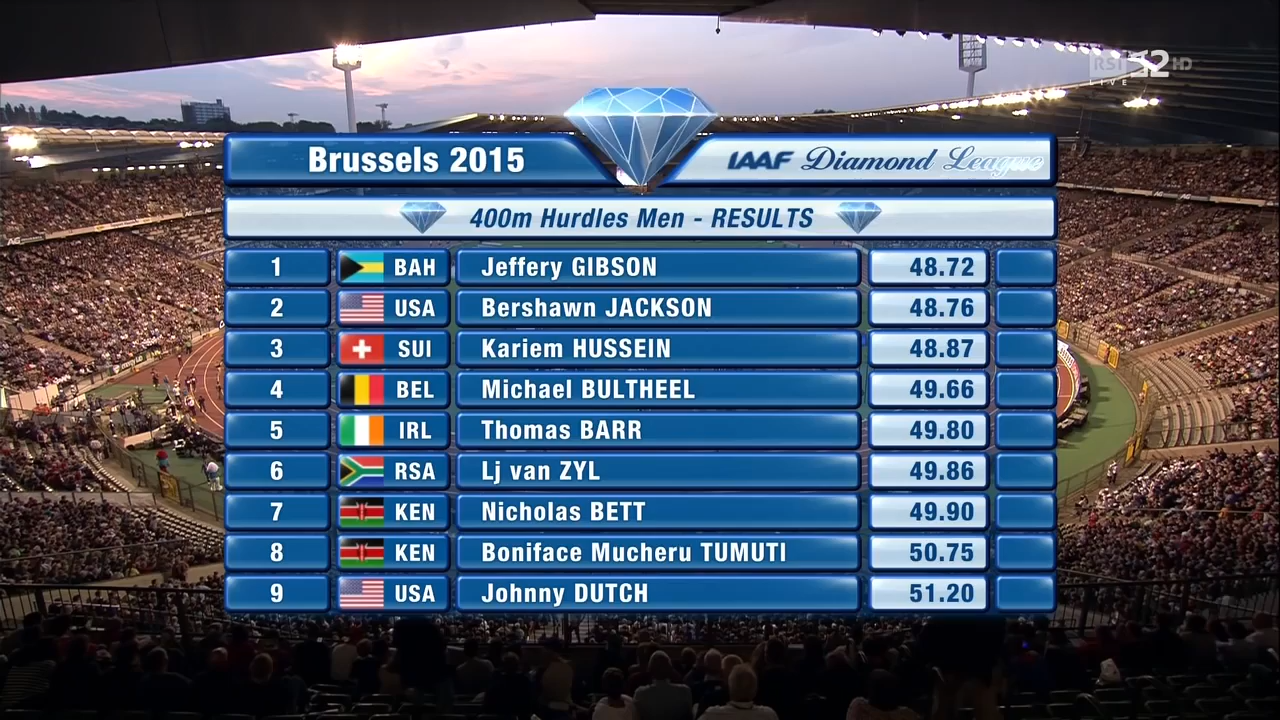 RSI 2 HD
LIVE
Brussels 2015
IAAF Diamond League
400m Hurdles Men - RESULTS
1 BAH Jeffery GIBSON 48.72
2 USA Bershawn JACKSON 48.76
3 SUI Kariem HUSSEIN 48.87
4 BEL Michael BULTHEEL 49.66
5 IRL Thomas BARR 49.80
6 RSA Lj van ZYL 49.86
7 KEN Nicholas BETT 49.90
8 KEN Boniface Mucheru TUMUTI 50.75
9 USA Johnny DUTCH 51.20